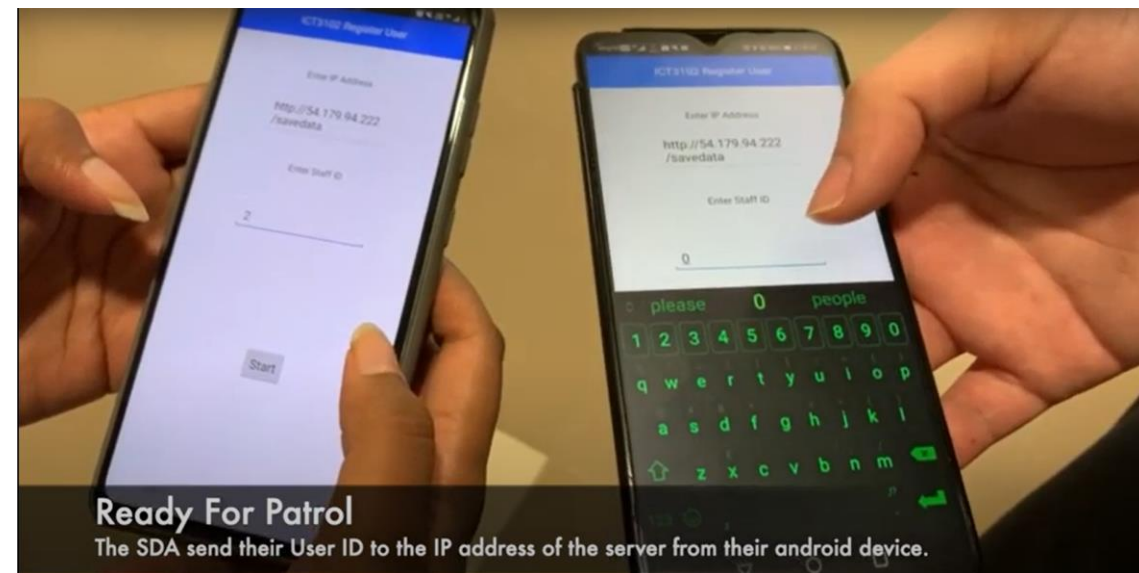 ICT3102 Register User
Enter IP Address
http://54.179.94.222
/savedata
Enter Staff ID
2
Start
ICT3102 Register User
Enter IP Address
http://54.179.94.222
/savedata
Enter Staff ID
0
please 0 people
1 2 3 4 5 6 7 8 9 0
q w e r t y u i o p
a s d f g h j k l
z x c v b n m
123
Ready For Patrol
The SDA send their User ID to the IP address of the server from their android device.